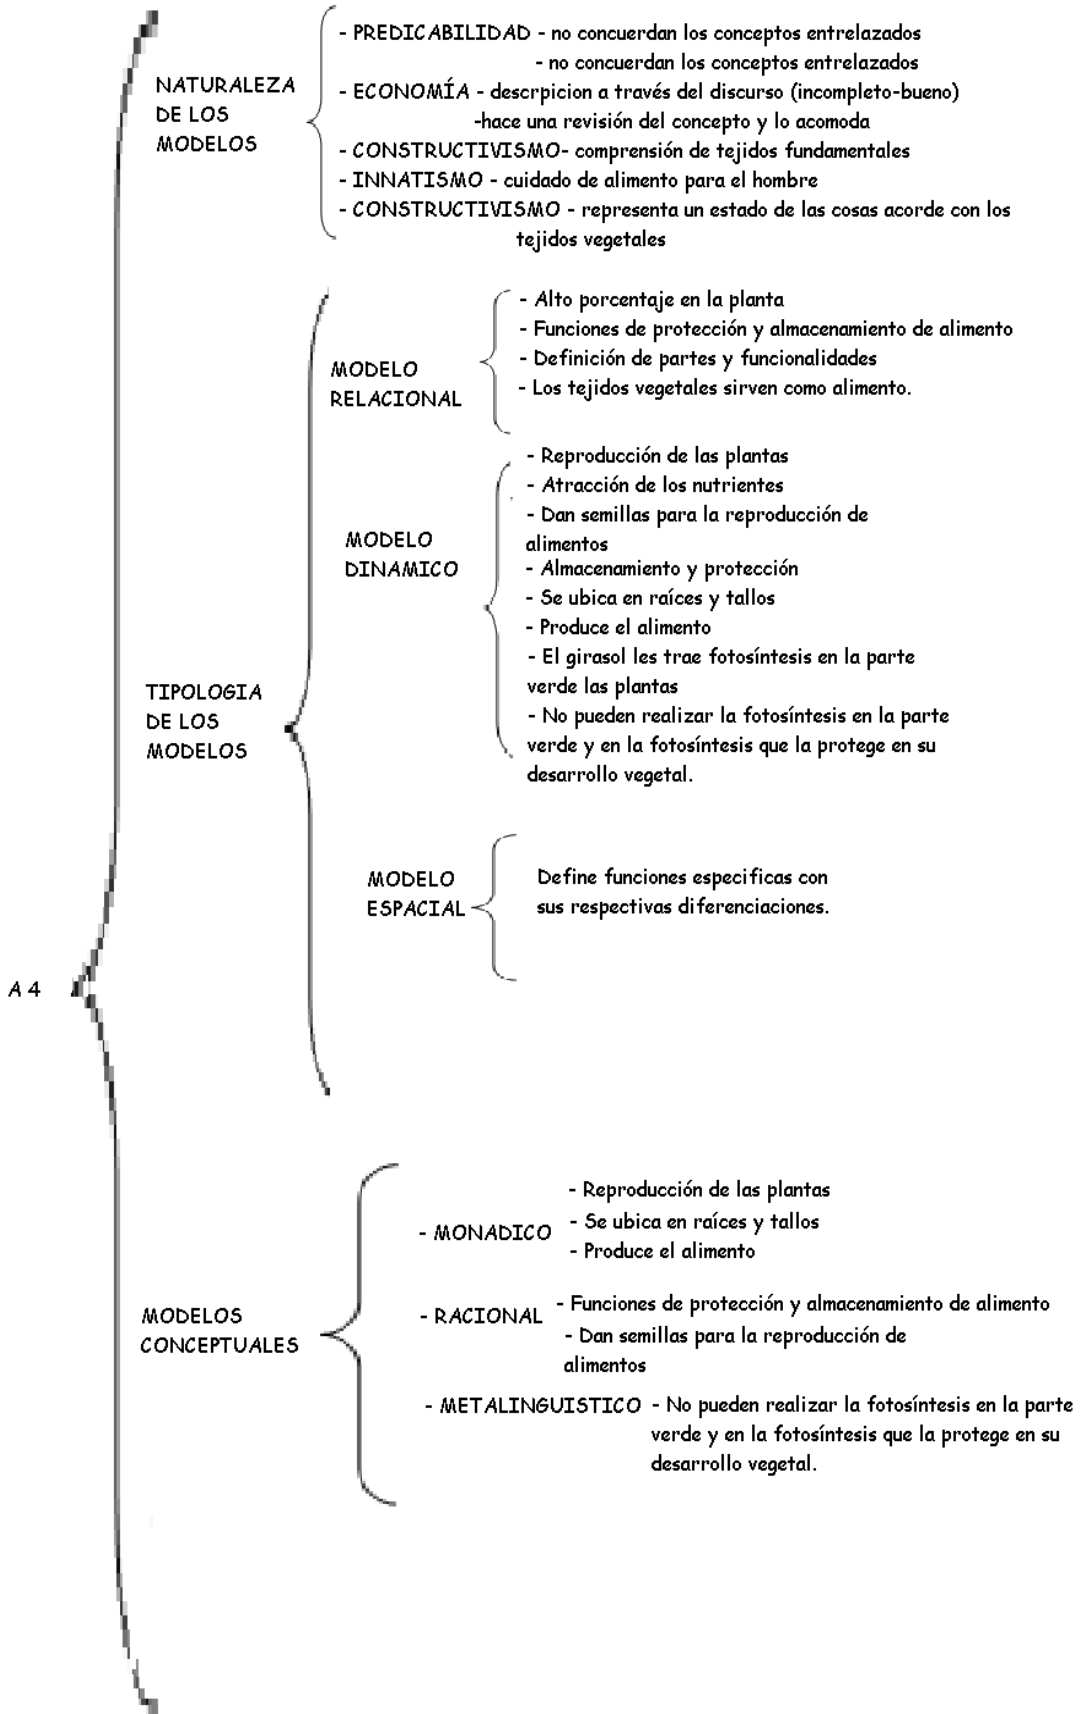 - PREDICABILIDAD - no concuerdan los conceptos entrelazados
- no concuerdan los conceptos entrelazados
NATURALEZA
DE LOS
MODELOS
- ECONOMÍA - descrpicion a través del discurso (incompleto-bueno)
-hace una revisión del concepto y lo acomoda
- CONSTRUCTIVISMO- comprensión de tejidos fundamentales
- INNATISMO - cuidado de alimento para el hombre
- CONSTRUCTIVISMO - representa un estado de las cosas acorde con los
tejidos vegetales
MODELO
RELACIONAL
- Alto porcentaje en la planta
- Funciones de protección y almacenamiento de alimento
- Definición de partes y funcionalidades
- Los tejidos vegetales sirven como alimento.
MODELO
DINAMICO
- Reproducción de las plantas
- Atracción de los nutrientes
- Dan semillas para la reproducción de
alimentos
- Almacenamiento y protección
- Se ubica en raíces y tallos
- Produce el alimento
- El girasol les trae fotosíntesis en la parte
verde las plantas
- No pueden realizar la fotosíntesis en la parte
verde y en la fotosíntesis que la protege en su
desarrollo vegetal.
TIPOLOGIA
DE LOS
MODELOS
MODELO
ESPACIAL
Define funciones especificas con
sus respectivas diferenciaciones.
A 4
- MONADICO
- Reproducción de las plantas
- Se ubica en raíces y tallos
- Produce el alimento
MODELOS
CONCEPTUALES
- RACIONAL
- Funciones de protección y almacenamiento de alimento
- Dan semillas para la reproducción de
alimentos
- METALINGUISTICO - No pueden realizar la fotosíntesis en la parte
verde y en la fotosíntesis que la protege en su
desarrollo vegetal.